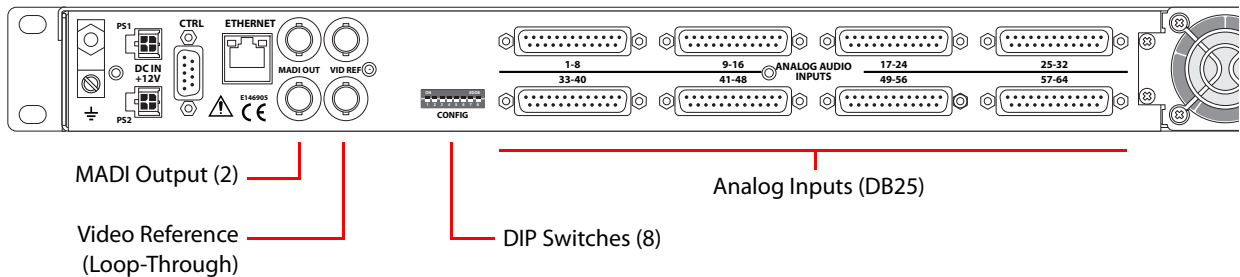 PS1
CTRL
ETHERNET
DC IN
+12V
MADI OUT
VID REF
1-8
9-16
ANALOG AUDIO
INPUTS
17-24
25-32
33-40
41-48
49-56
57-64
PS2
E146905
CE
ON
CONFIG
MADI Output (2)
Analog Inputs (DB25)
Video Reference
(Loop-Through)
DIP Switches (8)